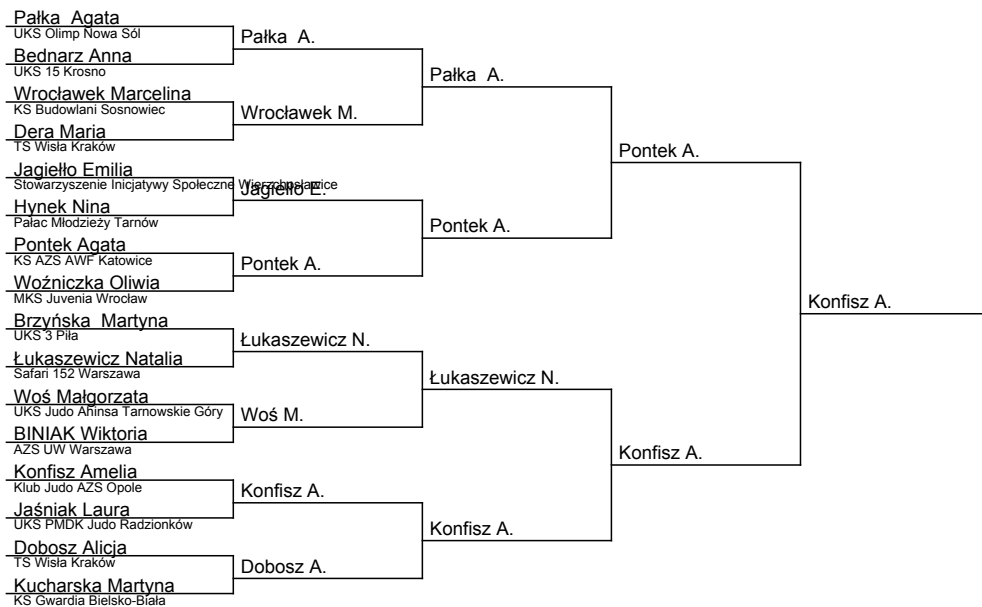 Pałka  Agata
UKS Olimp Nowa Sól
Bednarz Anna
UKS 15 Krosno
Wrocławek Marcelina
KS Budowlani Sosnowiec
Dera Maria
TS Wisła Kraków
Jagiełło Emilia
Stowarzyszenie Inicjatywy Społeczne Wierzchosławice
Hynek Nina
Pałac Młodzieży Tarnów
Pontek Agata
KS AZS AWF Katowice
Woźniczka Oliwia
MKS Juvenia Wrocław
Brzyńska  Martyna
UKS 3 Piła
Łukaszewicz Natalia
Safari 152 Warszawa
Woś Małgorzata
UKS Judo Ahinsa Tarnowskie Góry
BINIAK Wiktoria
AZS UW Warszawa
Konfisz Amelia
Klub Judo AZS Opole
Jaśniak Laura
UKS PMDK Judo Radzionków
Dobosz Alicja
TS Wisła Kraków
Kucharska Martyna
KS Gwardia Bielsko-Biała
Pałka  A.
Wrocławek M.
Jagiełło E.
Pontek A.
Łukaszewicz N.
Woś M.
Konfisz A.
Dobosz A.
Pałka  A.
Pontek A.
Łukaszewicz N.
Konfisz A.
Pontek A.
Konfisz A.
Konfisz A.